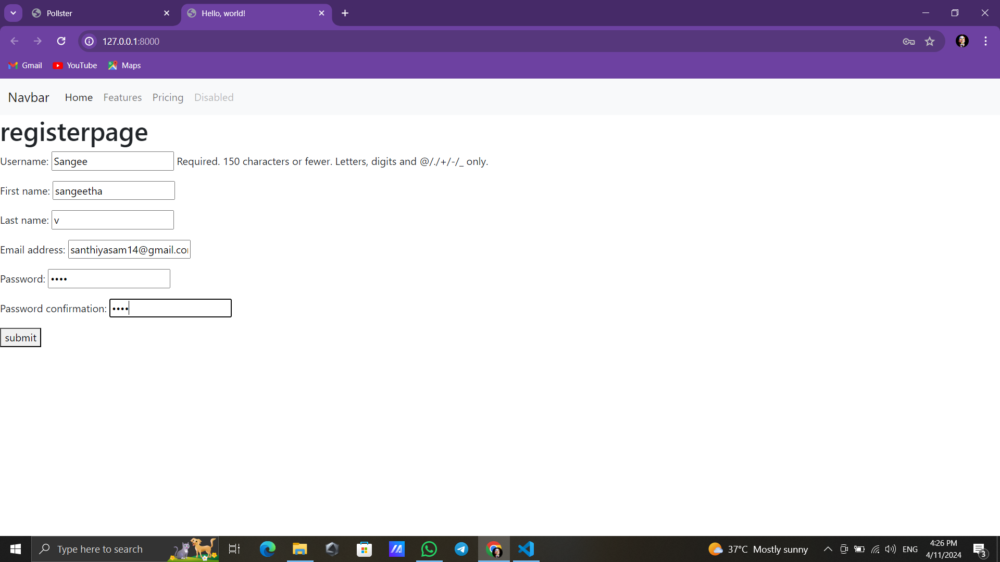 Pollster
Hello, world!
127.0.0.1:8000
Gmail YouTube Maps
Navbar Home Features Pricing Disabled
registerpage
Username: Sangee Required. 150 characters or fewer. Letters, digits and @/./+/-/_ only.
First name: sangeetha
Last name: v
Email address: santhiyasam14@gmail.co
Password: ••••
Password confirmation: ••••
submit
Type here to search
37°C Mostly sunny
ENG
4:26 PM
4/11/2024
3